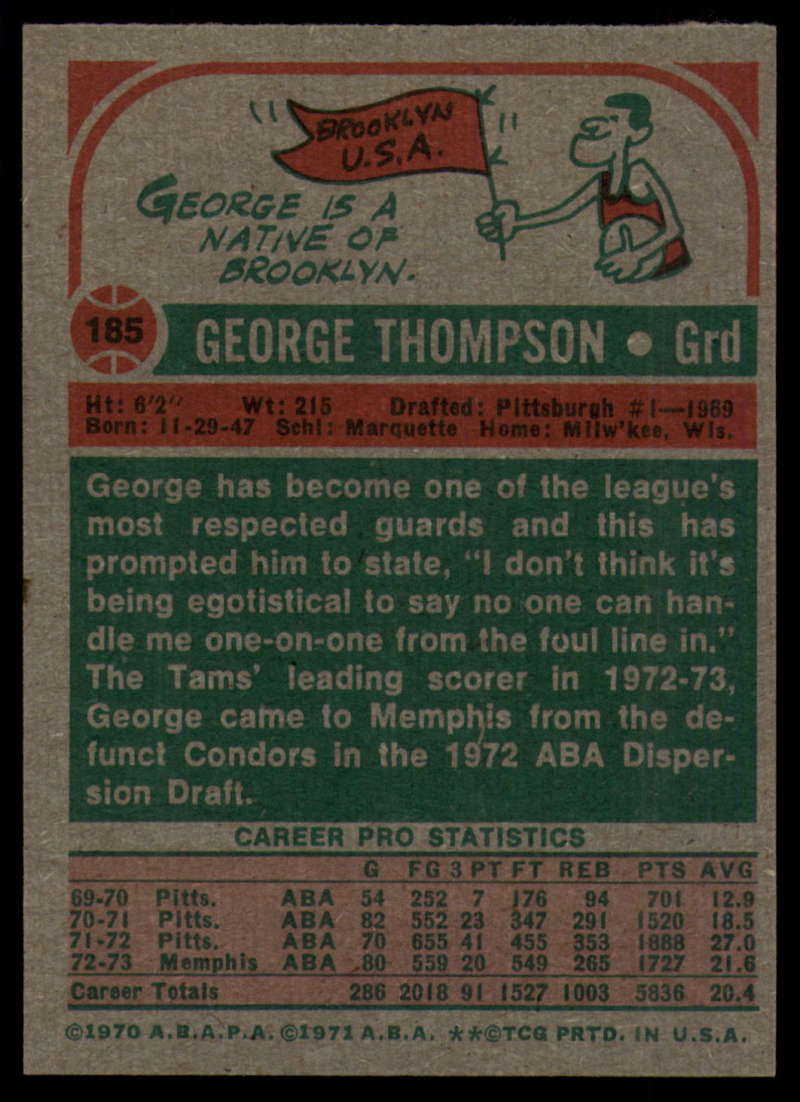 BROOKLYN
U.S.A.
GEORGE IS A
NATIVE OF
BROOKLYN.
185
GEORGE THOMPSON • Grd
Ht: 6'2" Wt: 215 Drafted: Pittsburgh #1—1969
Born: 11-29-47 Schl: Marquette Home: Milw'kee, Wis.
George has become one of the league's
most respected guards and this has
prompted him to state, "I don't think it's
being egotistical to say no one can han-
dle me one-on-one from the foul line in."
The Tams' leading scorer in 1972-73,
George came to Memphis from the de-
funct Condors in the 1972 ABA Disper-
sion Draft.
CAREER PRO STATISTICS
G FG 3 PT FT REB PTS AVG
69-70 Pitts. ABA 54 252 7 176 94 701 12.9
70-71 Pitts. ABA 82 552 23 347 291 1520 18.5
71-72 Pitts. ABA 70 655 41 455 353 1888 27.0
72-73 Memphis ABA 80 559 20 549 265 1727 21.6
Career Totals 286 2018 91 1527 1003 5836 20.4
©1970 A.B.A.P.A. ©1971 A.B.A. **©TCG PRTD. IN U.S.A.